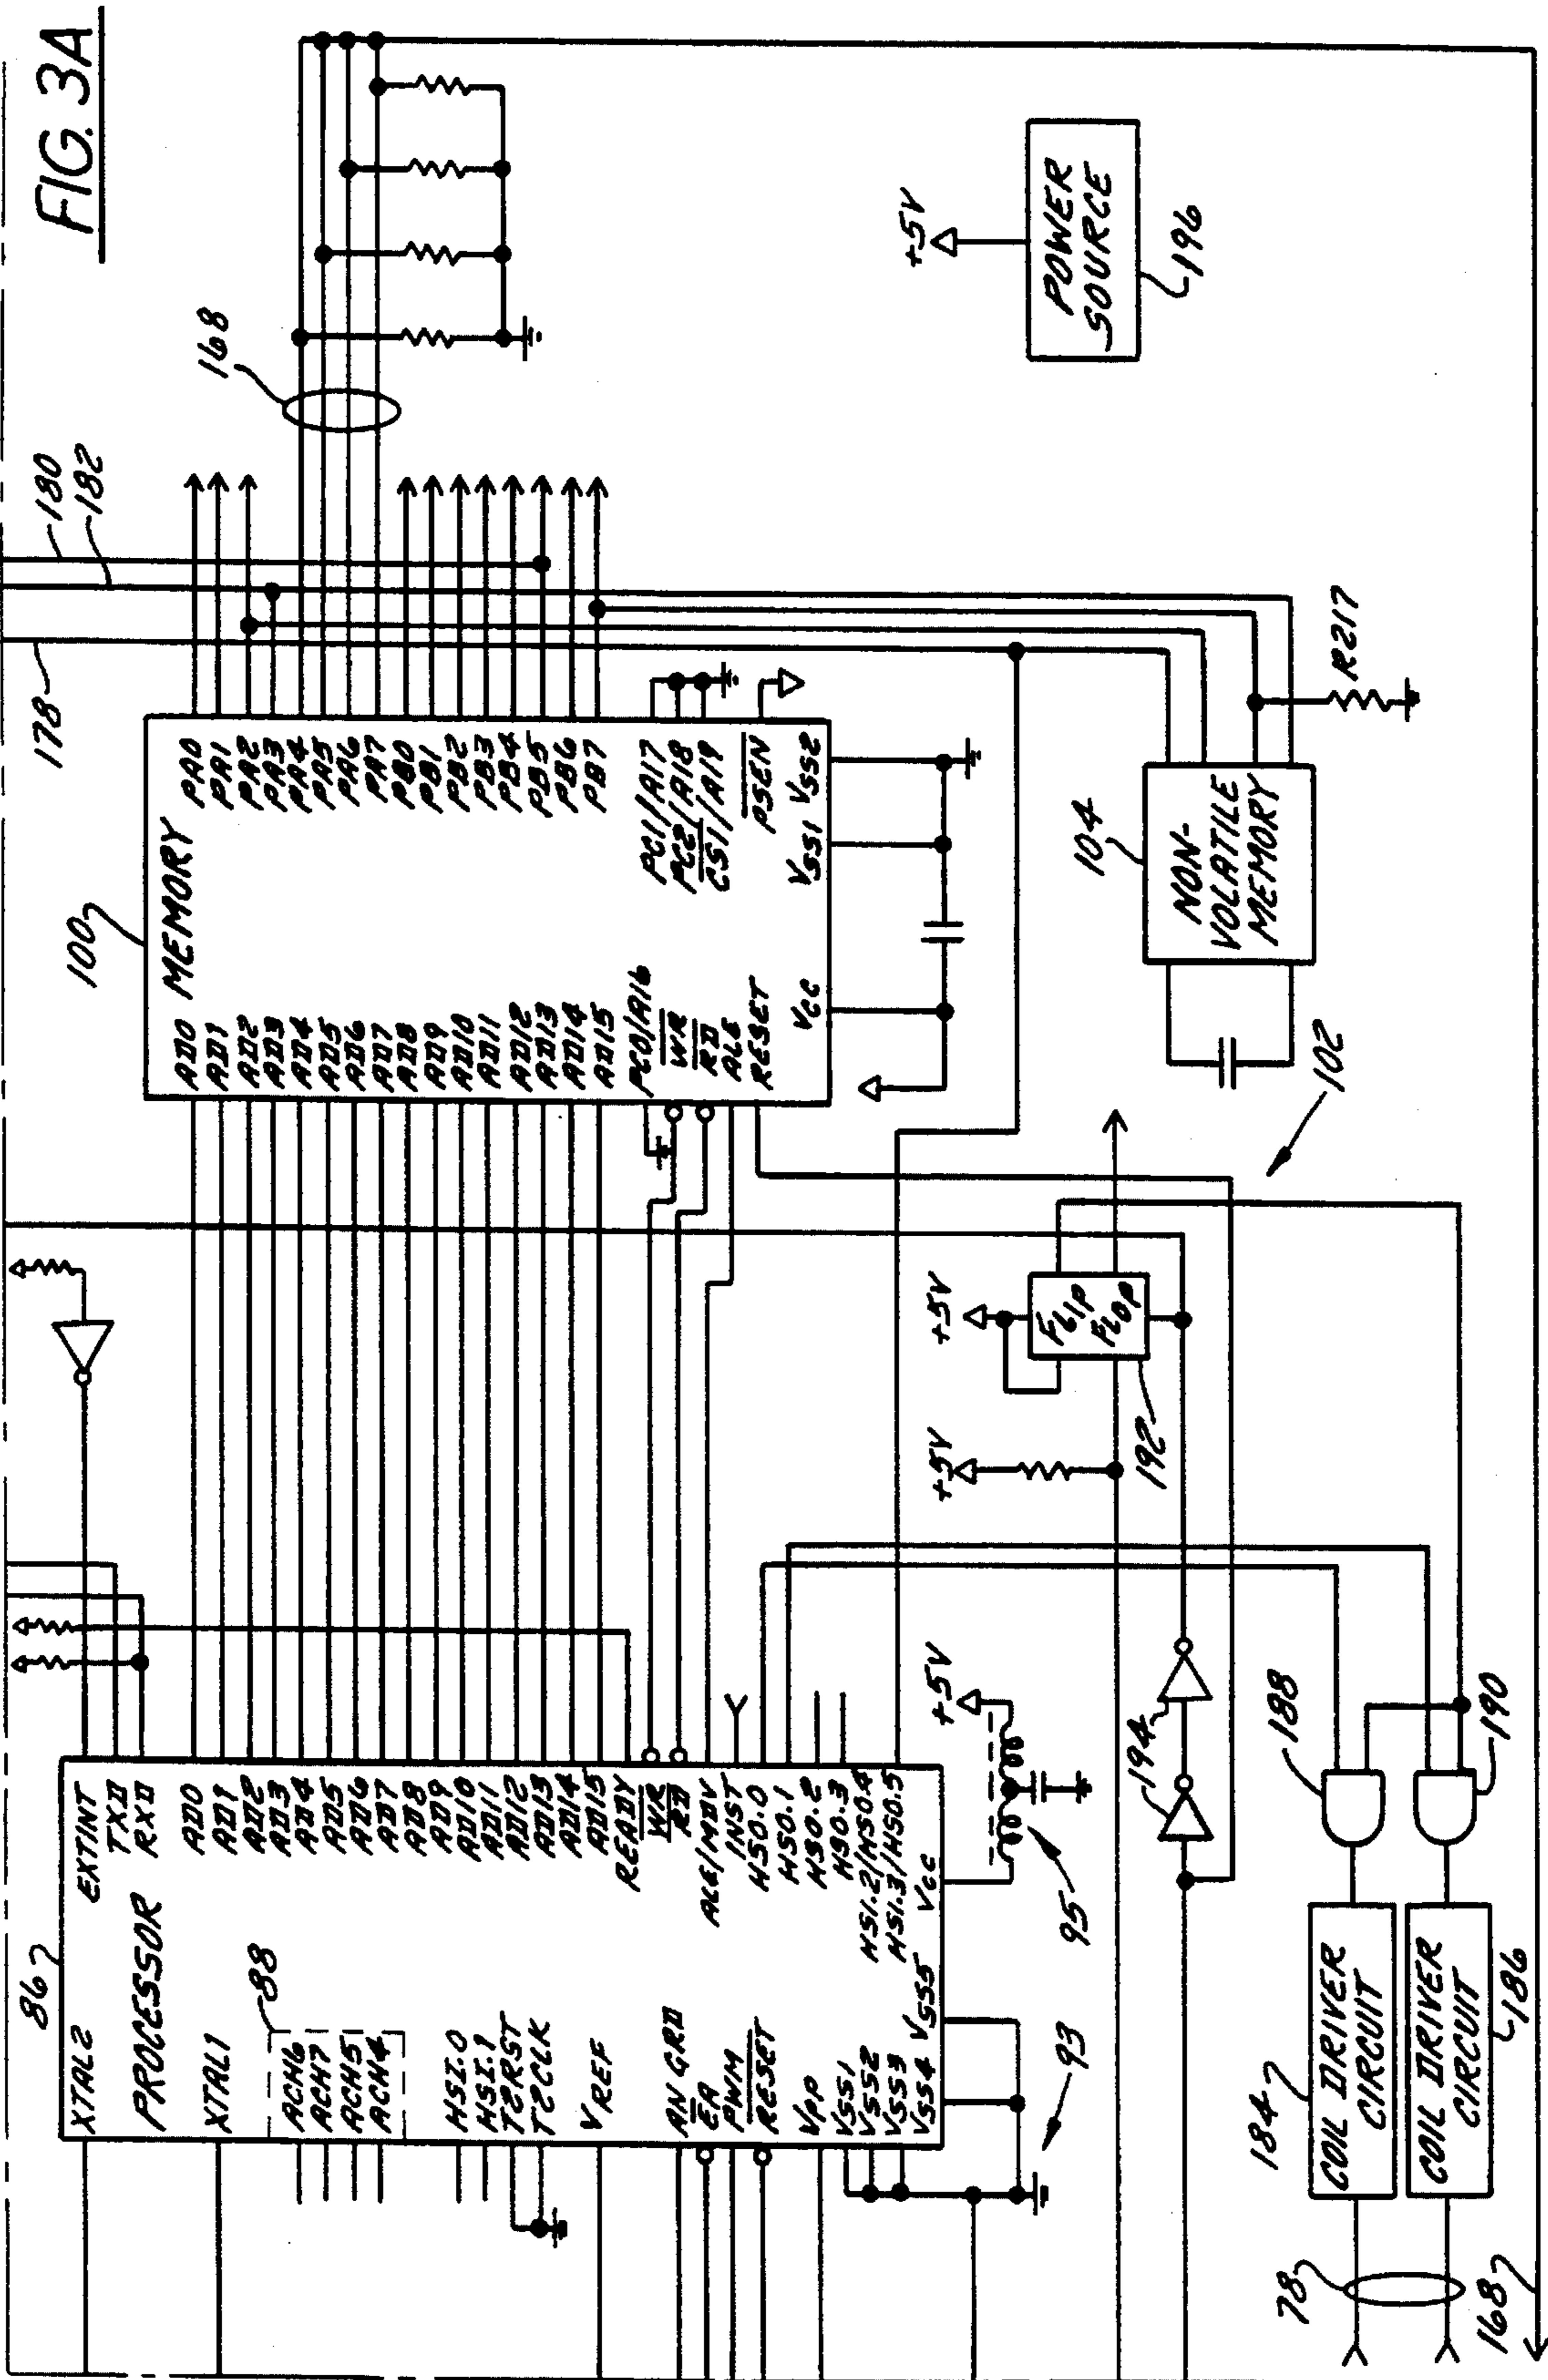 FIG. 3A
86
PROCESSOR
XTAL2
XTAL1
88
ACH6
ACH7
ACH5
ACH4
HSI.0
HSI.1
T2RST
T2CLK
VREF
AN GRD
EA
PWM
RESET
VPP
VSS1
VSS2
VSS3
VSS4
VSS5
VCC
EXTINT
TXD
RXD
AD0
AD1
AD2
AD3
AD4
AD5
AD6
AD7
AD8
AD9
AD10
AD11
AD12
AD13
AD14
AD15
READY
WR
RD
ALE/MDV
INST
HSO.0
HSO.1
HSO.2
HSO.3
HSI.2/HSO.4
HSI.3/HSO.5
93
95
+5V
100
MEMORY
AD0
AD1
AD2
AD3
AD4
AD5
AD6
AD7
AD8
AD9
AD10
AD11
AD12
AD13
AD14
AD15
PC0/A16
WR
RD
ALE
RESET
VCC
VSS1
VSS2
PA0
PA1
PA2
PA3
PA4
PA5
PA6
PA7
PB0
PB1
PB2
PB3
PB4
PB5
PB6
PB7
PC1/A17
PC2/A18
CS1/A19
PSEN
178
180
182
168
+5V
POWER
SOURCE
196
104
NON-
VOLATILE
MEMORY
R217
102
+5V
+5V
FLIP
FLOP
192
194
188
190
184
COIL DRIVER
CIRCUIT
COIL DRIVER
CIRCUIT
186
78
168